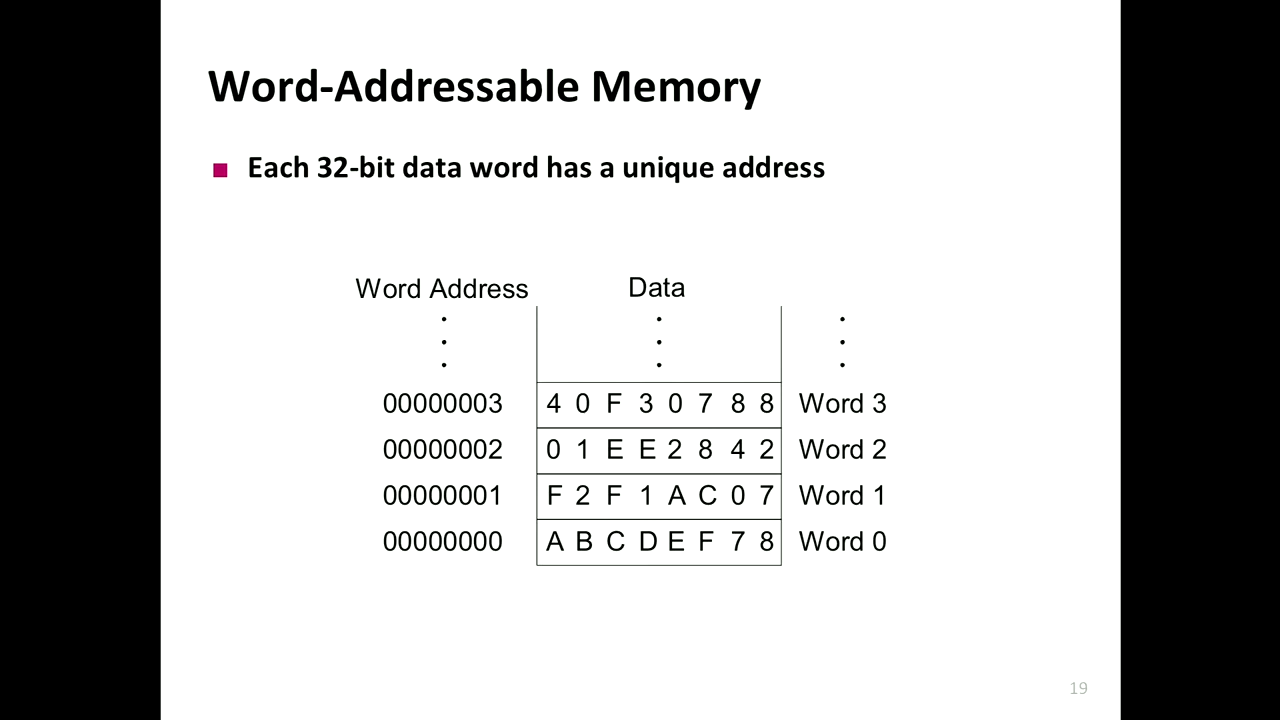 Word-Addressable Memory
■ Each 32-bit data word has a unique address
Word Address Data
. . .
. . .
. . .
00000003 4 0 F 3 0 7 8 8 Word 3
00000002 0 1 E E 2 8 4 2 Word 2
00000001 F 2 F 1 A C 0 7 Word 1
00000000 A B C D E F 7 8 Word 0
19